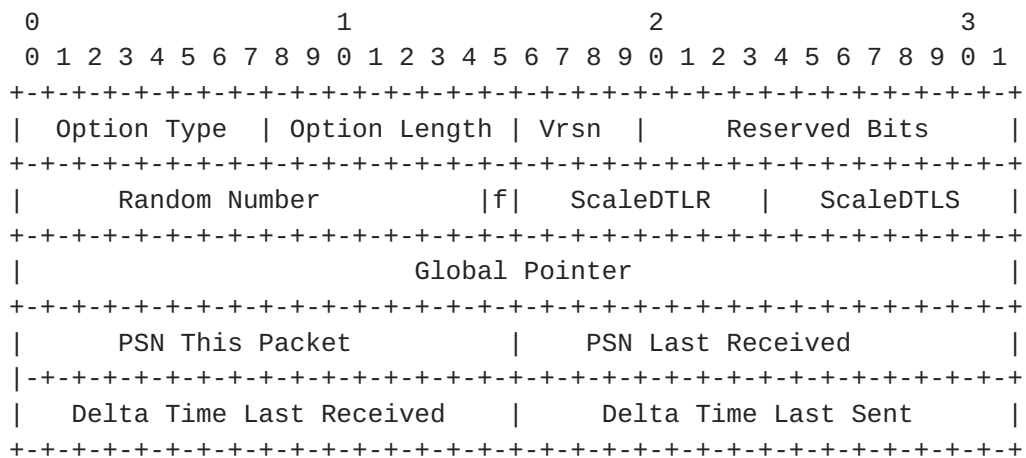 0                   1                   2                   3
 0 1 2 3 4 5 6 7 8 9 0 1 2 3 4 5 6 7 8 9 0 1 2 3 4 5 6 7 8 9 0 1
+-+-+-+-+-+-+-+-+-+-+-+-+-+-+-+-+-+-+-+-+-+-+-+-+-+-+-+-+-+-+-+-+
|  Option Type  | Option Length | Vrsn  |     Reserved Bits     |
+-+-+-+-+-+-+-+-+-+-+-+-+-+-+-+-+-+-+-+-+-+-+-+-+-+-+-+-+-+-+-+-+
|      Random Number          |f|   ScaleDTLR   |   ScaleDTLS   |
+-+-+-+-+-+-+-+-+-+-+-+-+-+-+-+-+-+-+-+-+-+-+-+-+-+-+-+-+-+-+-+-+
|                         Global Pointer                        |
+-+-+-+-+-+-+-+-+-+-+-+-+-+-+-+-+-+-+-+-+-+-+-+-+-+-+-+-+-+-+-+-+
|      PSN This Packet          |    PSN Last Received          |
|-+-+-+-+-+-+-+-+-+-+-+-+-+-+-+-+-+-+-+-+-+-+-+-+-+-+-+-+-+-+-+-+
|   Delta Time Last Received    |     Delta Time Last Sent      |
+-+-+-+-+-+-+-+-+-+-+-+-+-+-+-+-+-+-+-+-+-+-+-+-+-+-+-+-+-+-+-+-+